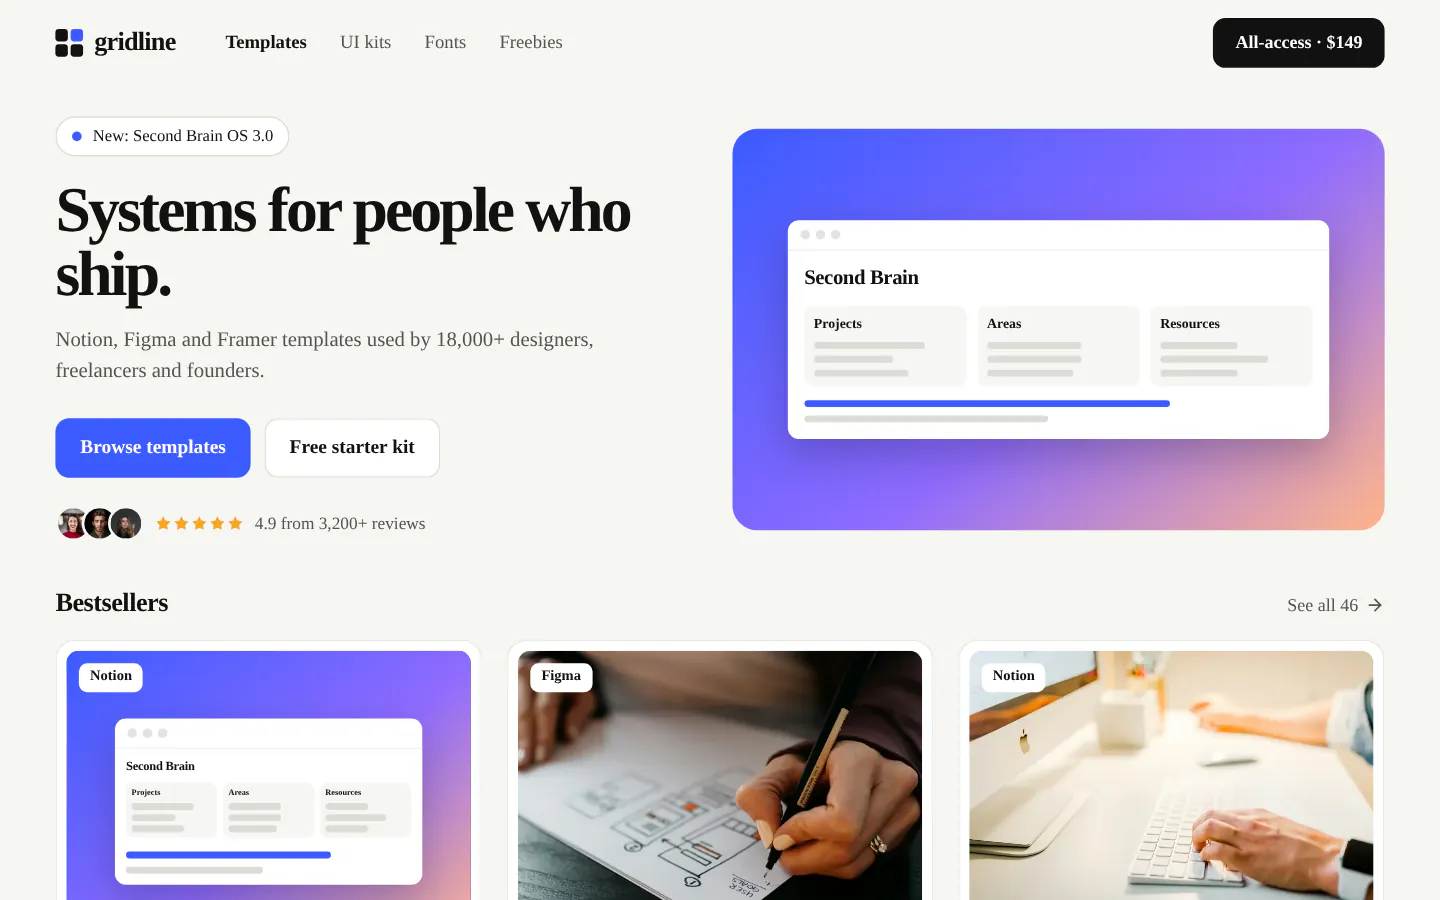 gridline
Templates
UI kits
Fonts
Freebies
All-access · $149
New: Second Brain OS 3.0
Systems for people who
ship.
Notion, Figma and Framer templates used by 18,000+ designers,
freelancers and founders.
Browse templates
Free starter kit
4.9 from 3,200+ reviews
Second Brain
Projects
Areas
Resources
Bestsellers
See all 46
Notion
Second Brain
Projects
Areas
Resources
Figma
USER
GOALS
Notion